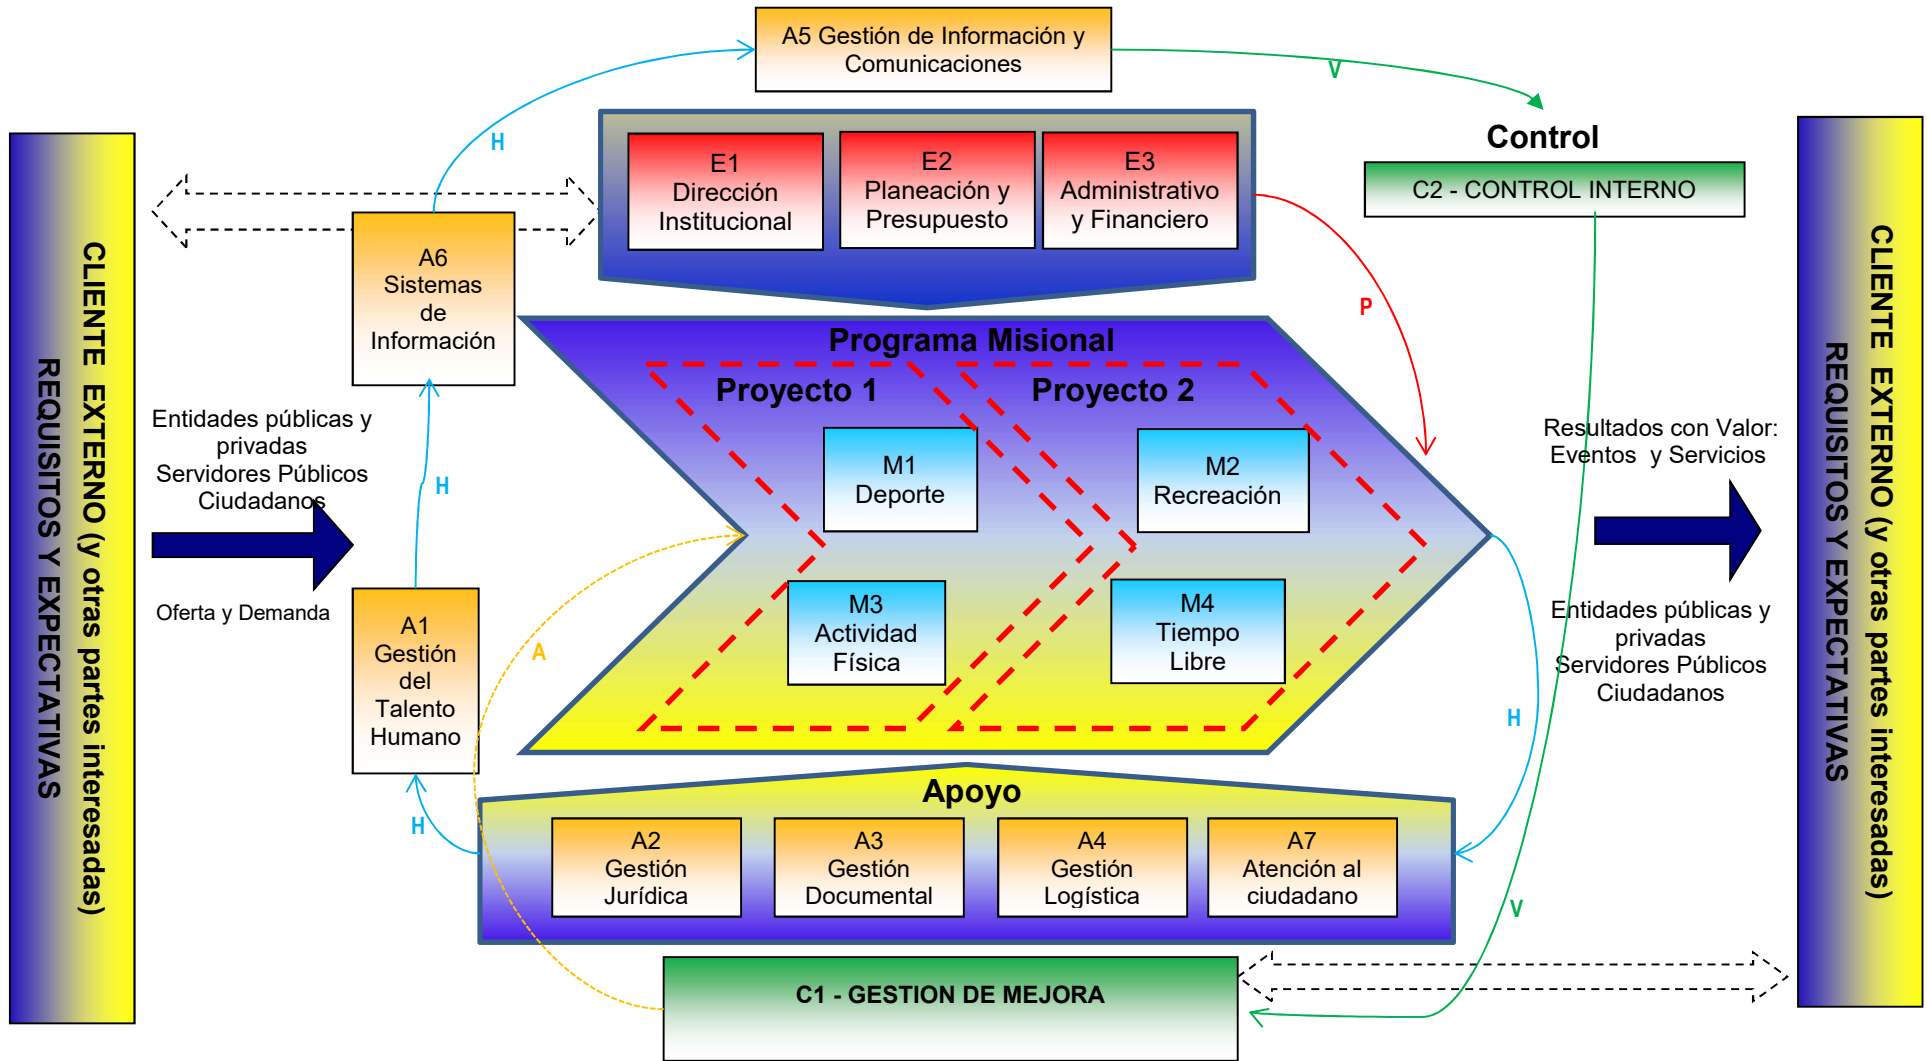 A5 Gestión de Información y
Comunicaciones
V
H
Control
C2 - CONTROL INTERNO
E1
Dirección
Institucional
E2
Planeación y
Presupuesto
E3
Administrativo
y Financiero
P
CLIENTE EXTERNO (y otras partes interesadas)
REQUISITOS Y EXPECTATIVAS
A6
Sistemas
de
Información
Programa Misional
Proyecto 1
Proyecto 2
M1
Deporte
M2
Recreación
M3
Actividad
Física
M4
Tiempo
Libre
Entidades públicas y
privadas
Servidores Públicos
Ciudadanos
Oferta y Demanda
H
A1
Gestión
del
Talento
Humano
A
H
H
Resultados con Valor:
Eventos y Servicios
Entidades públicas y
privadas
Servidores Públicos
Ciudadanos
CLIENTE EXTERNO (y otras partes interesadas)
REQUISITOS Y EXPECTATIVAS
Apoyo
A2
Gestión
Jurídica
A3
Gestión
Documental
A4
Gestión
Logística
A7
Atención al
ciudadano
V
C1 - GESTION DE MEJORA